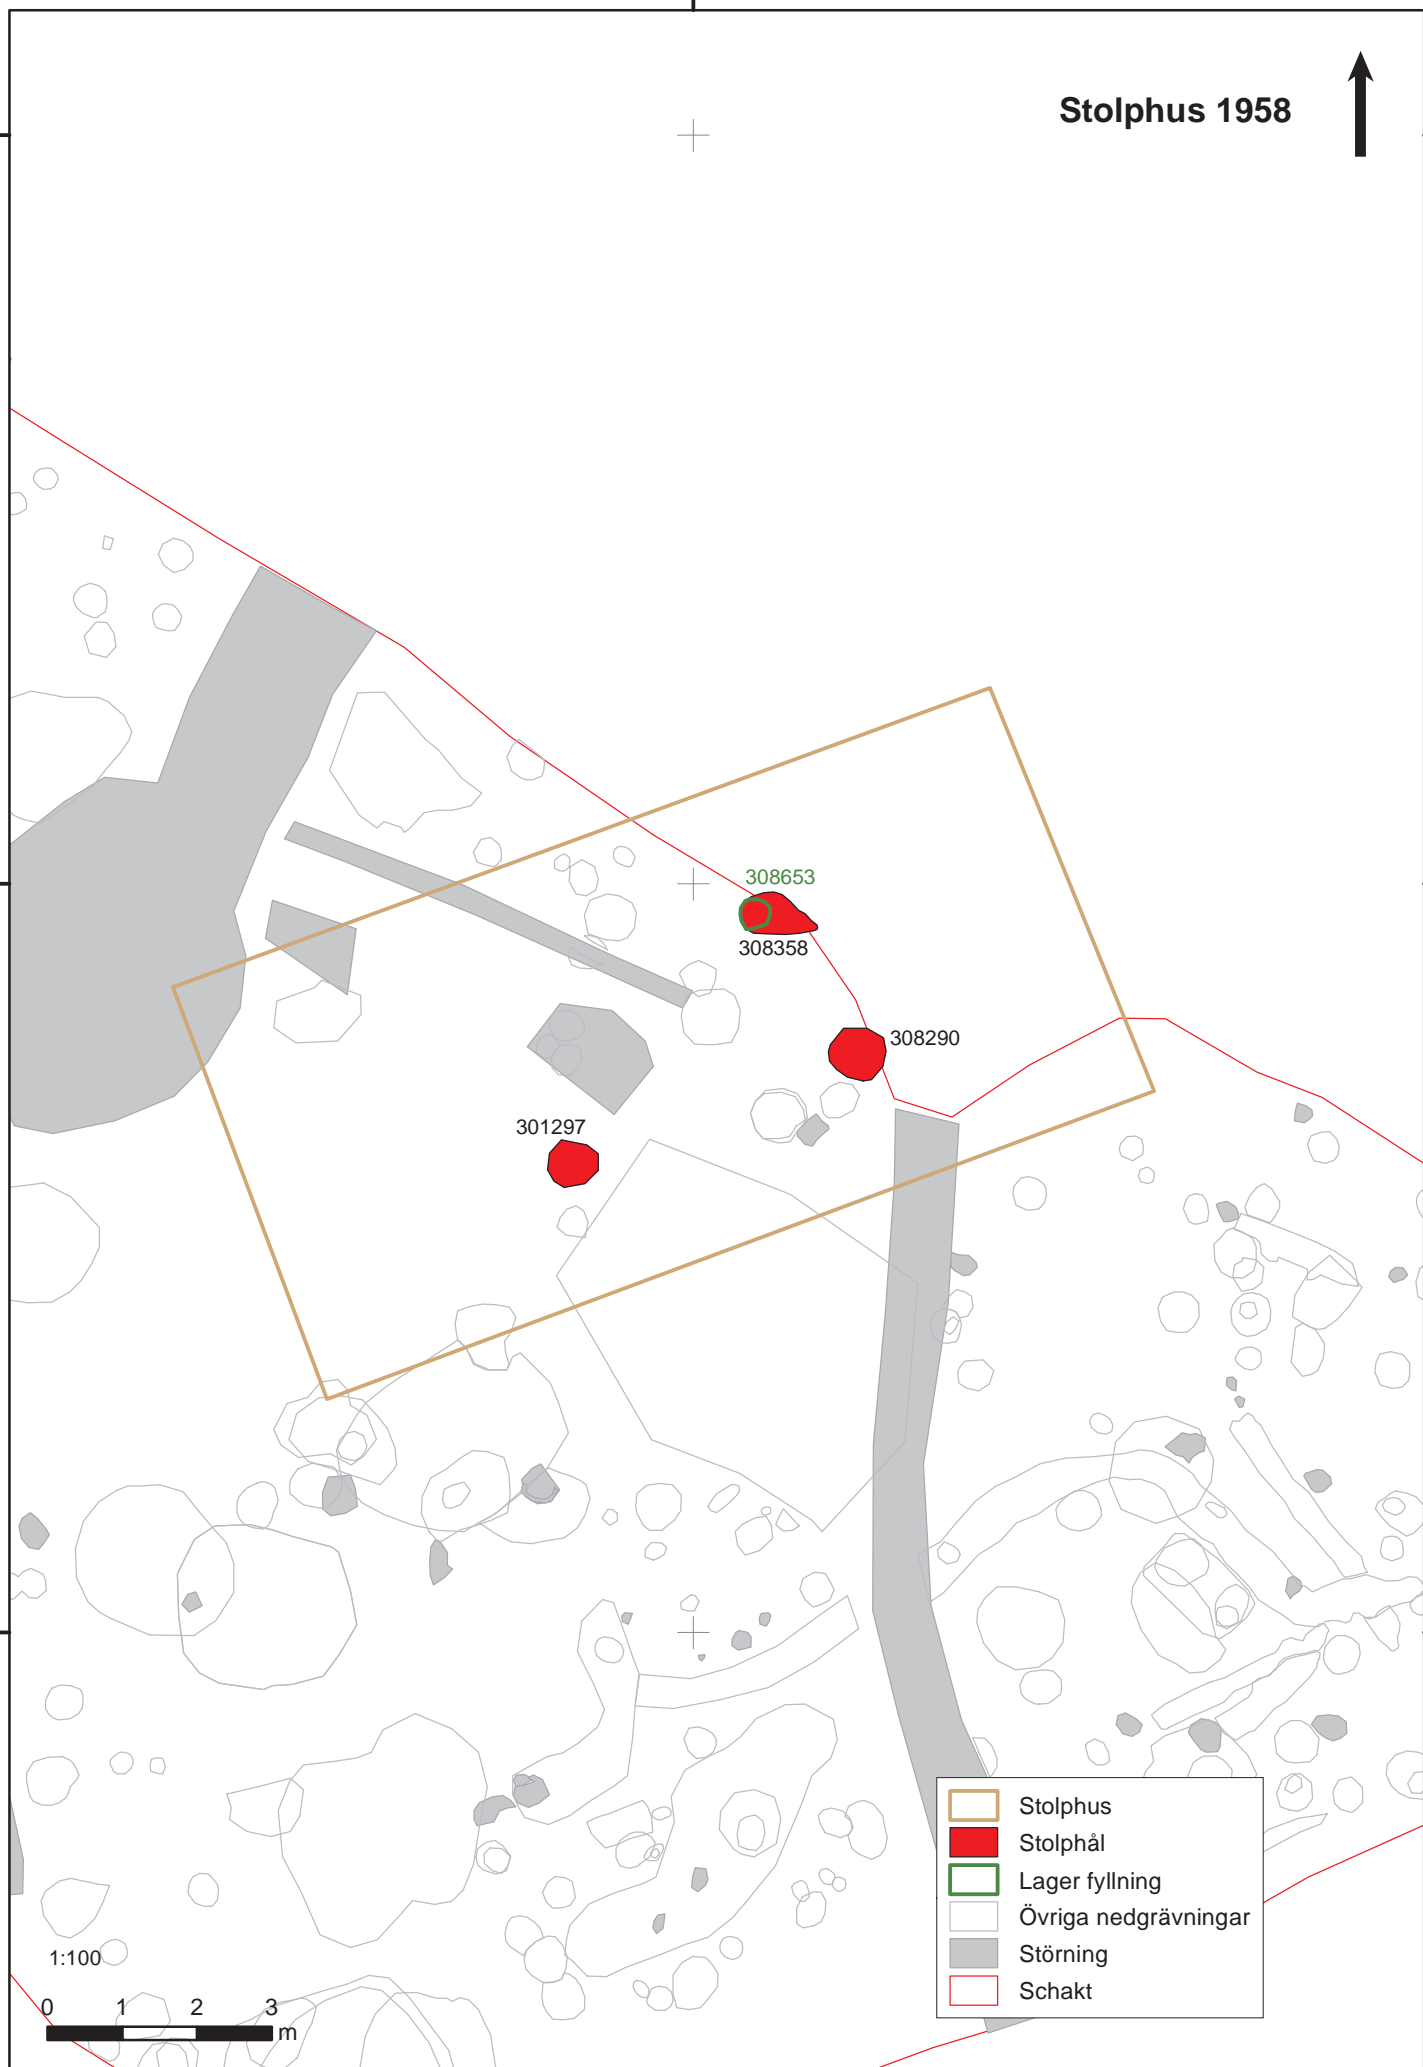 Stolphus 1958
308653
308358
308290
301297
Stolphus
Stolphål
Lager fyllning
Övriga nedgrävningar
Störning
Schakt
1:100
0 1 2 3
m